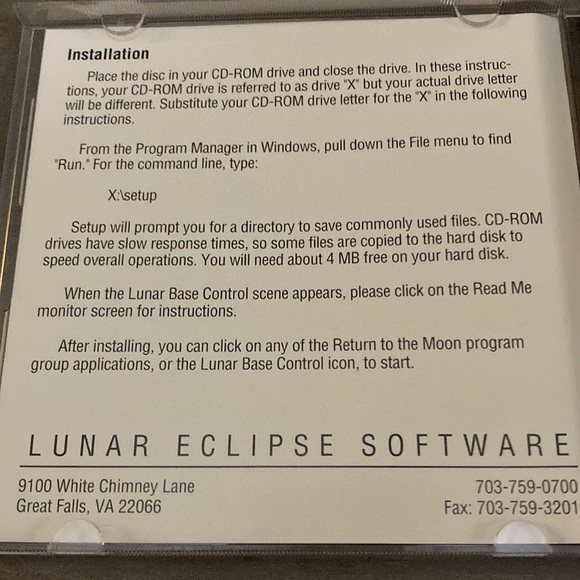 Installation
Place the disc in your CD-ROM drive and close the drive. In these instruc-
tions, your CD-ROM drive is referred to as drive "X" but your actual drive letter
will be different. Substitute your CD-ROM drive letter for the "X" in the following
instructions.
From the Program Manager in Windows, pull down the File menu to find
"Run." For the command line, type:
X:\setup
Setup will prompt you for a directory to save commonly used files. CD-ROM
drives have slow response times, so some files are copied to the hard disk to
speed overall operations. You will need about 4 MB free on your hard disk.
When the Lunar Base Control scene appears, please click on the Read Me
monitor screen for instructions.
After installing, you can click on any of the Return to the Moon program
group applications, or the Lunar Base Control icon, to start.
LUNAR ECLIPSE SOFTWARE
9100 White Chimney Lane
Great Falls, VA 22066
703-759-0700
Fax: 703-759-3201